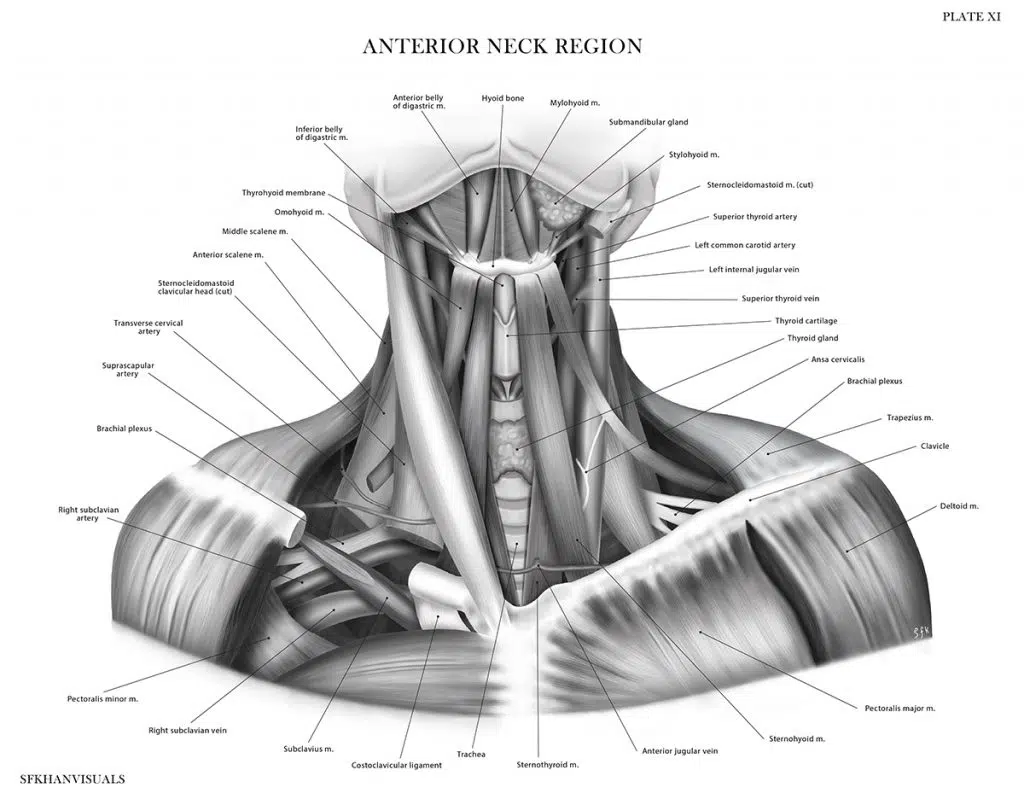 PLATE XI
ANTERIOR NECK REGION
Anterior belly
of digastric m.
Hyoid bone
Mylohyoid m.
Submandibular gland
Inferior belly
of digastric m.
Stylohyoid m.
Sternocleidomastoid m. (cut)
Thyrohyoid membrane
Omohyoid m.
Superior thyroid artery
Middle scalene m.
Left common carotid artery
Anterior scalene m.
Left internal jugular vein
Sternocleidomastoid
clavicular head (cut)
Superior thyroid vein
Transverse cervical
artery
Thyroid cartilage
Thyroid gland
Suprascapular
artery
Ansa cervicalis
Brachial plexus
Trapezius m.
Brachial plexus
Clavicle
Right subclavian
artery
Deltoid m.
SFK
Pectoralis minor m.
Pectoralis major m.
Right subclavian vein
Sternohyoid m.
Subclavius m.
Anterior jugular vein
Trachea
Costoclavicular ligament
Sternothyroid m.
SFKHANVISUALS